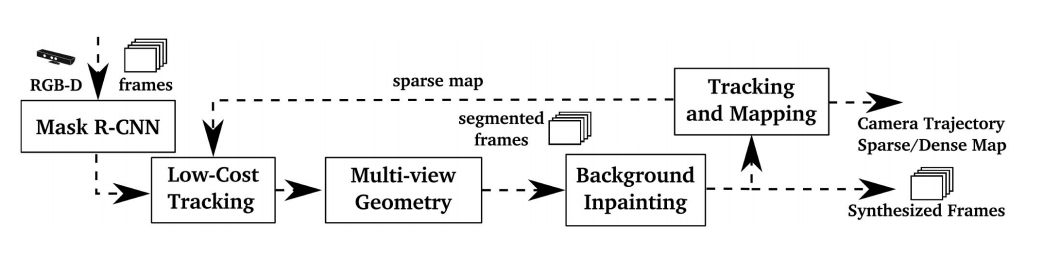 RGB-D
frames
Mask R-CNN
sparse map
Tracking
and Mapping
segmented
frames
Camera Trajectory
Sparse/Dense Map
Low-Cost
Tracking
Multi-view
Geometry
Background
Inpainting
Synthesized Frames